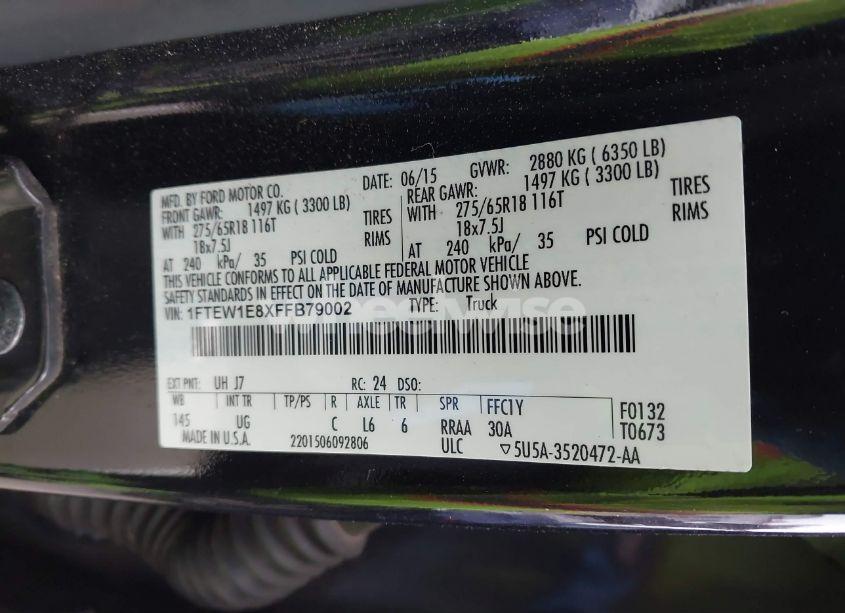 MFD. BY FORD MOTOR CO.
DATE: 06/15
GVWR: 2880 KG ( 6350 LB)
FRONT GAWR: 1497 KG ( 3300 LB)
REAR GAWR: 1497 KG ( 3300 LB)
WITH 275/65R18 116T TIRES
WITH 275/65R18 116T TIRES
18x7.5J RIMS
18x7.5J RIMS
AT 240 kPa/ 35 PSI COLD
AT 240 kPa/ 35 PSI COLD
THIS VEHICLE CONFORMS TO ALL APPLICABLE FEDERAL MOTOR VEHICLE
SAFETY STANDARDS IN EFFECT ON THE DATE OF MANUFACTURE SHOWN ABOVE.
VIN: 1FTEW1E8XFFB79002 TYPE: Truck
EXT PNT: UH J7 RC: 24 DSO:
WB INT TR TP/PS R AXLE TR SPR FFC1Y F0132
145 UG C L6 6 RRAA 30A T0673
MADE IN U.S.A. 2201506092806 ULC ▽5U5A-3520472-AA